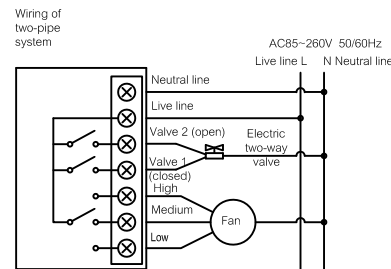 Wiring of
two-pipe
system
AC85~260V 50/60Hz
Live line L N Neutral line
Neutral line
Live line
Valve 2 (open)
Electric
two-way
valve
Valve 1
(closed)
High
Medium
Fan
Low